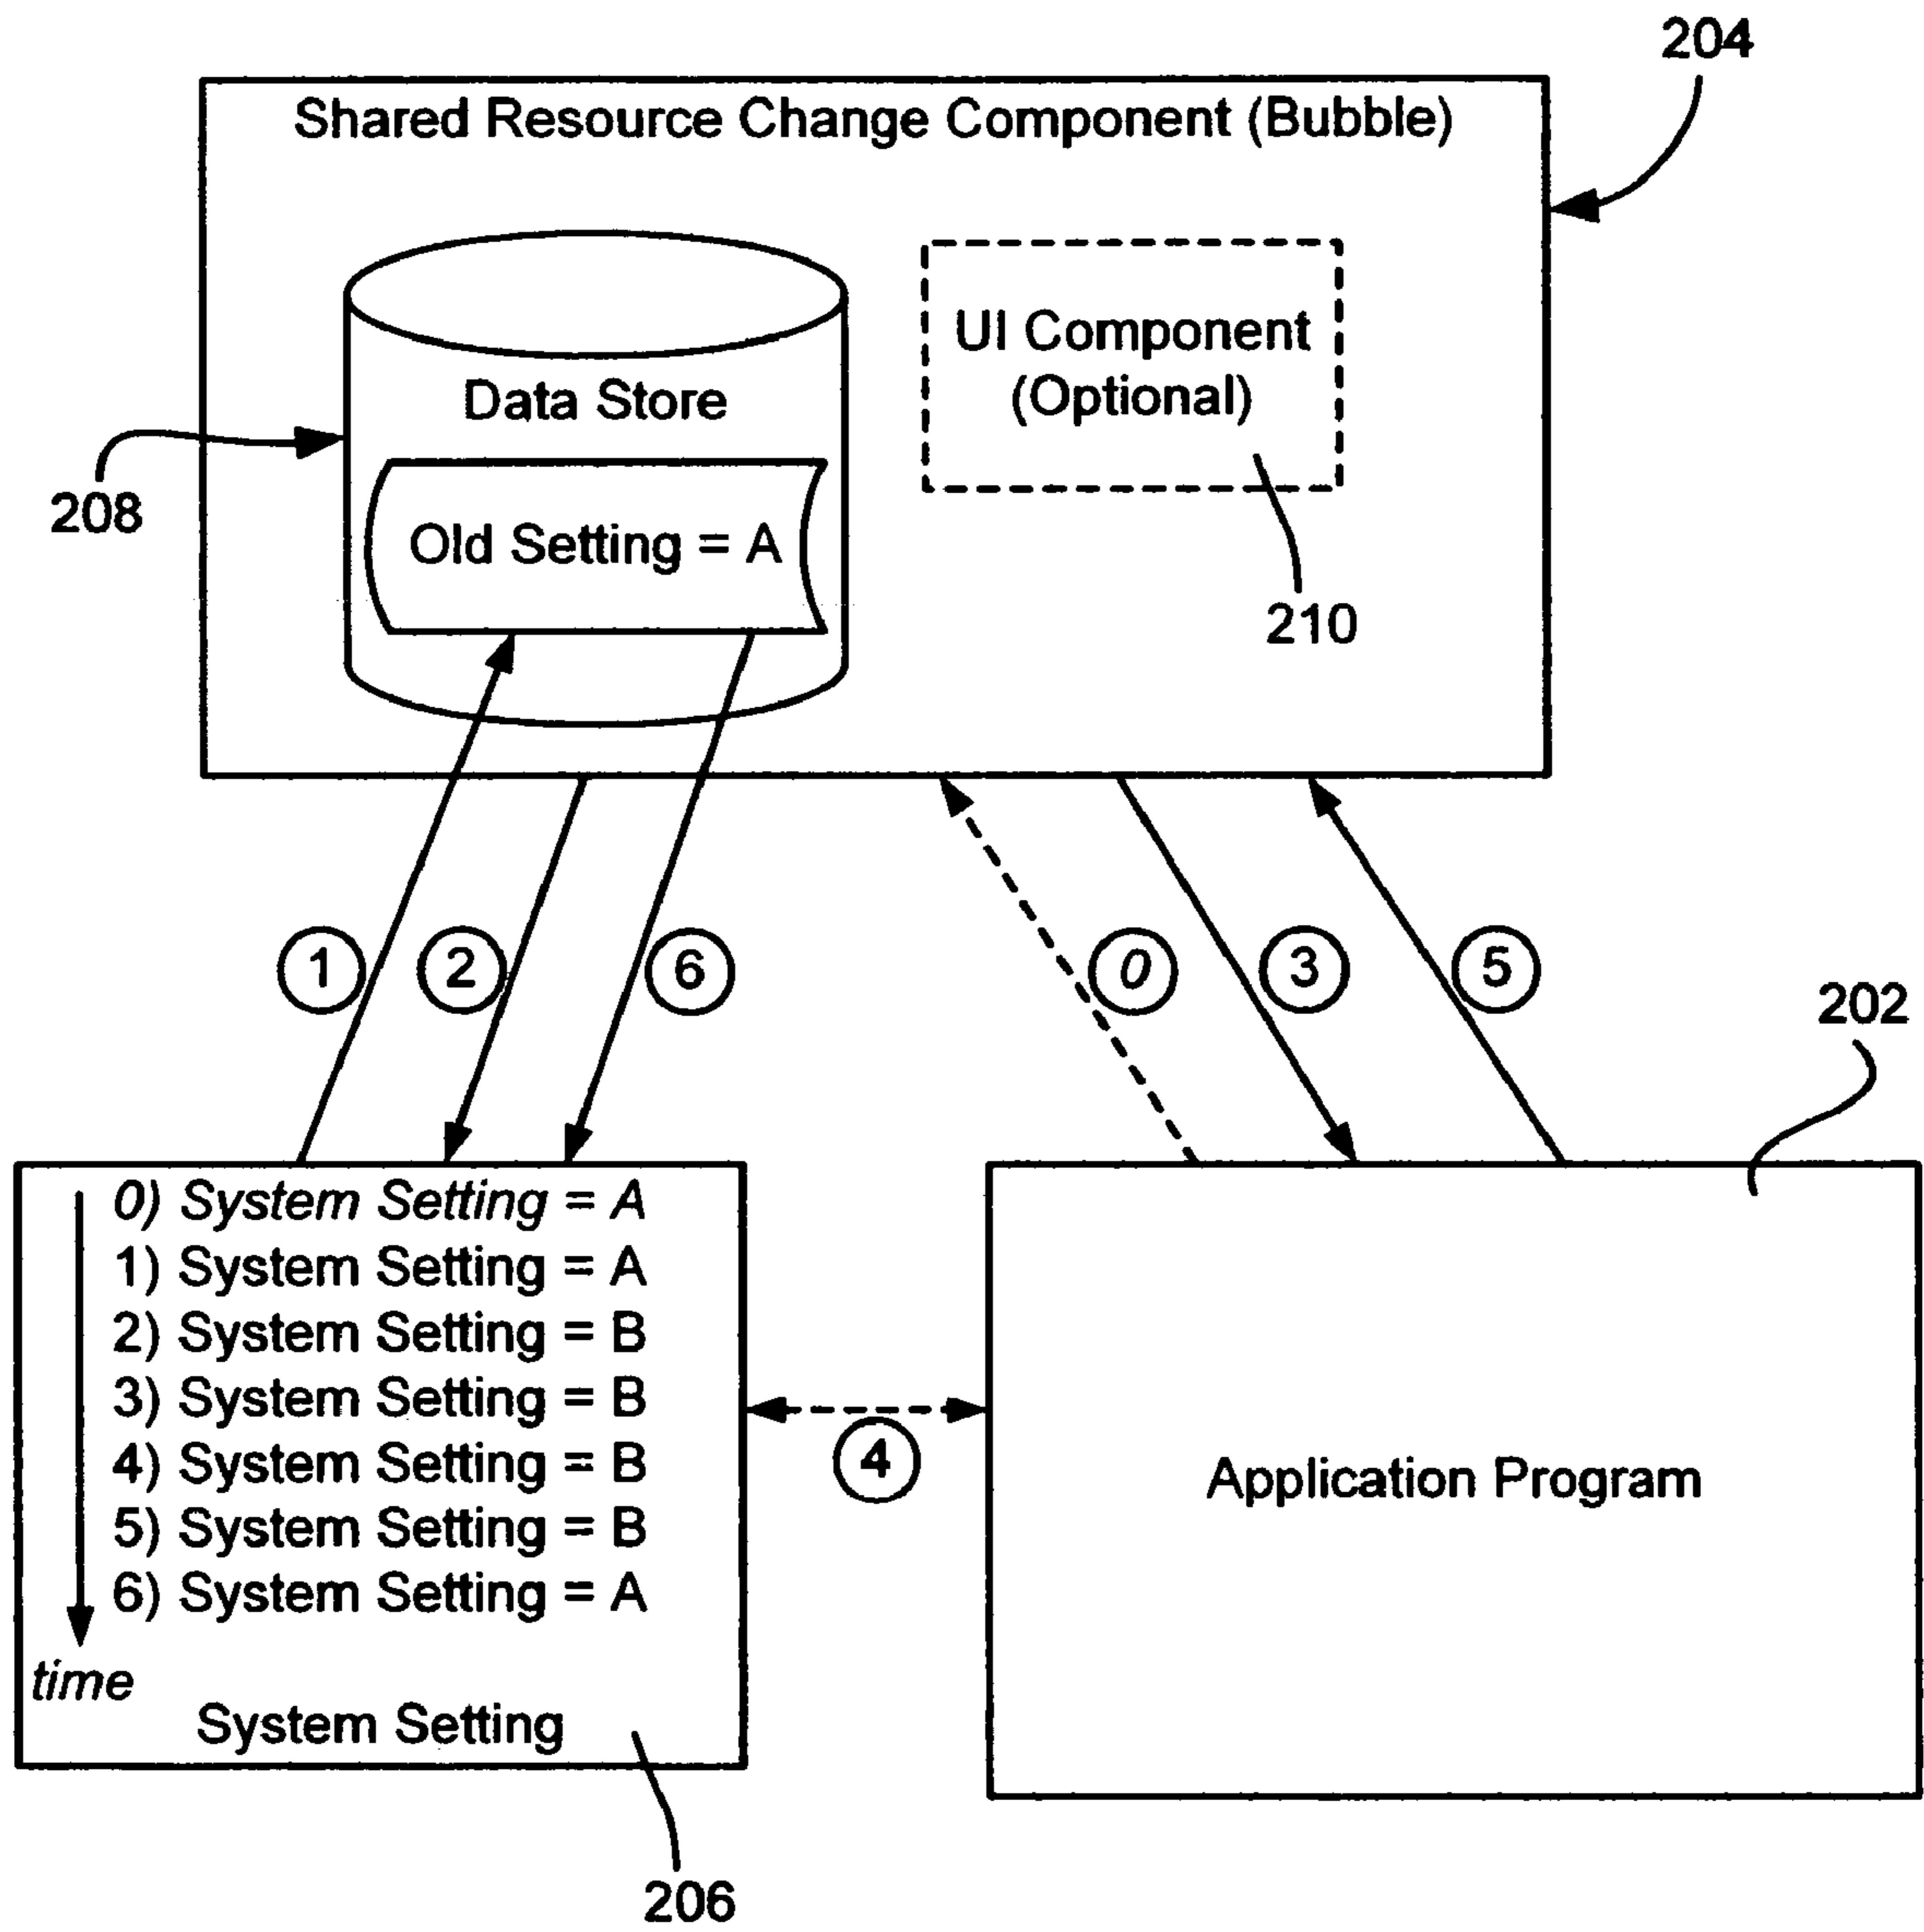 204
Shared Resource Change Component (Bubble)
UI Component
(Optional)
Data Store
208
Old Setting = A
210
1
2
6
0
3
5
202
0) System Setting = A
1) System Setting = A
2) System Setting = B
3) System Setting = B
4) System Setting = B
5) System Setting = B
6) System Setting = A
time
System Setting
4
Application Program
206